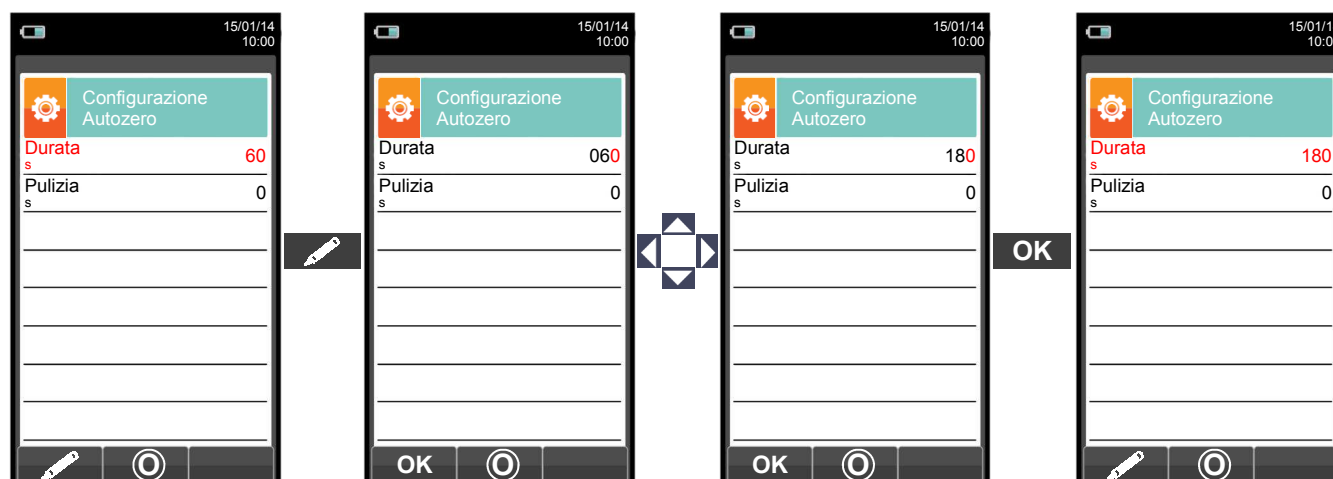 15/01/14
10:00
Configurazione
Autozero
Durata
s
60
Pulizia
s
0
O
15/01/14
10:00
Configurazione
Autozero
Durata
s
060
Pulizia
s
0
OK
O
15/01/14
10:00
Configurazione
Autozero
Durata
s
180
Pulizia
s
0
OK
O
OK
15/01/1
10:0
Configurazione
Autozero
Durata
s
180
Pulizia
s
0
O